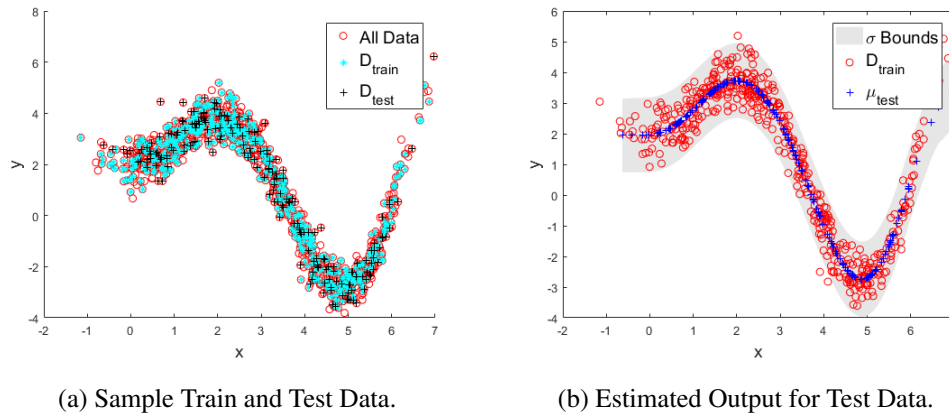 8
6
4
2
0
-2
-4
-2 -1 0 1 2 3 4 5 6 7
x
y
All Data
D_train
D_test
(a) Sample Train and Test Data.
6
5
4
3
2
1
0
-1
-2
-3
-4
-2 -1 0 1 2 3 4 5 6
x
y
σ Bounds
D_train
μ_test
(b) Estimated Output for Test Data.